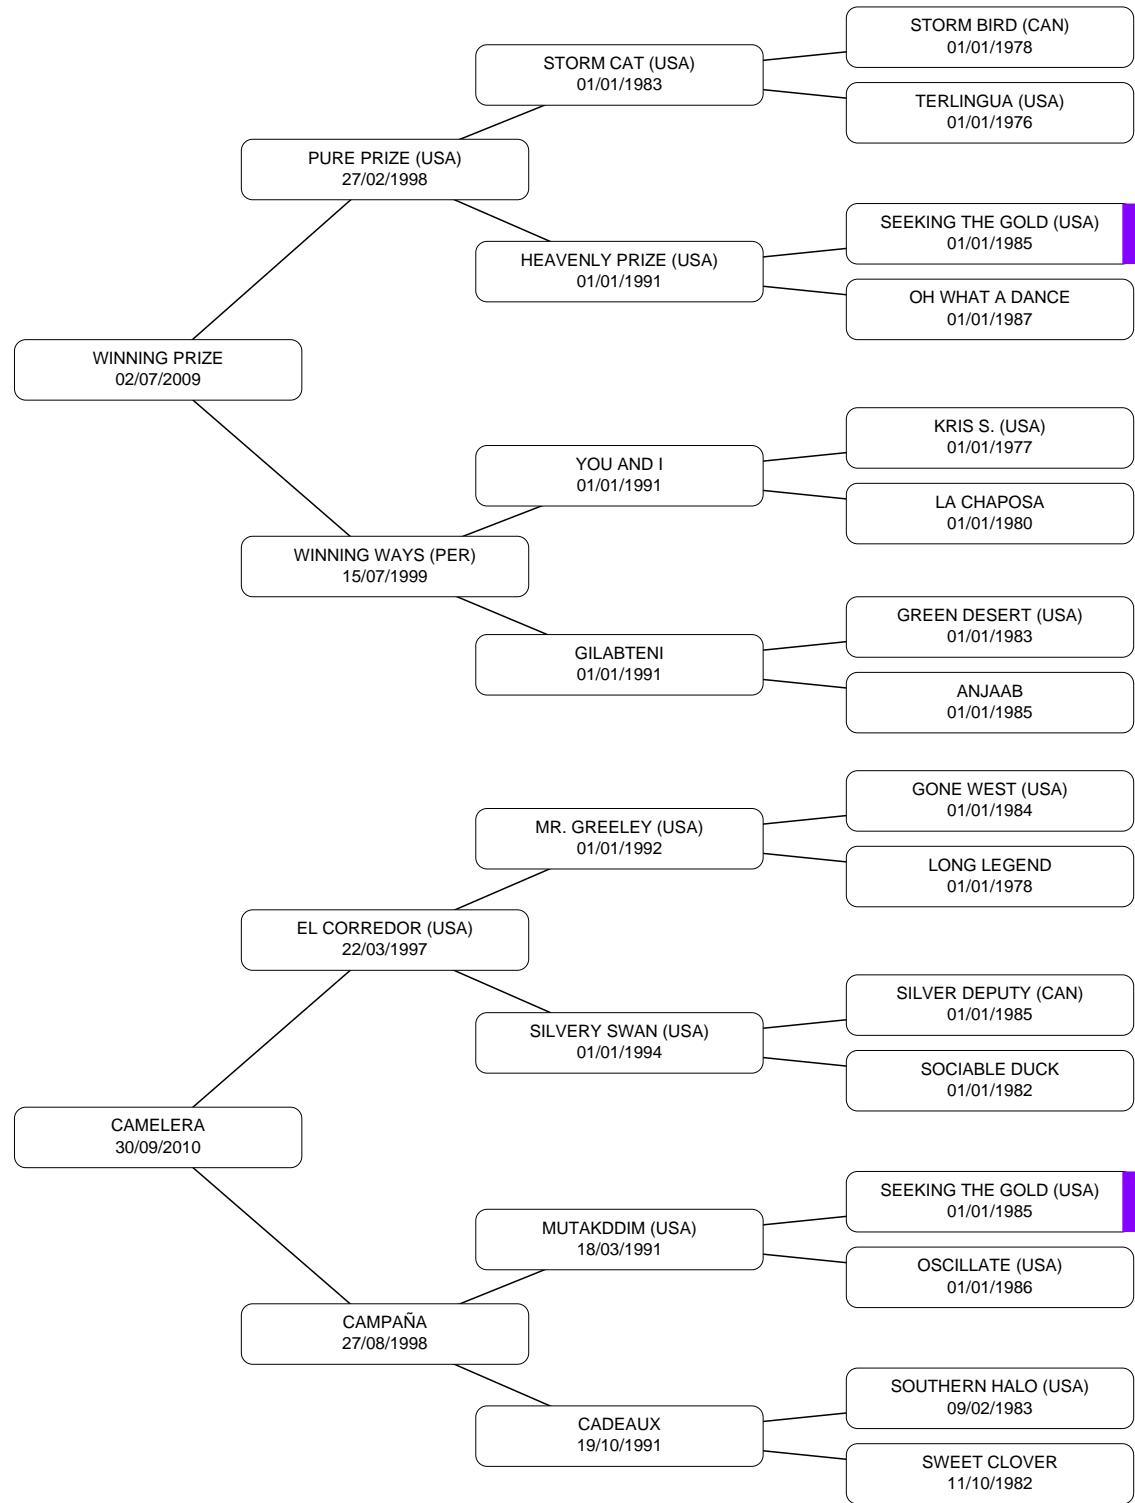 STORM BIRD (CAN)
01/01/1978
STORM CAT (USA)
01/01/1983
TERLINGUA (USA)
01/01/1976
PURE PRIZE (USA)
27/02/1998
SEEKING THE GOLD (USA)
01/01/1985
HEAVENLY PRIZE (USA)
01/01/1991
OH WHAT A DANCE
01/01/1987
WINNING PRIZE
02/07/2009
KRIS S. (USA)
01/01/1977
YOU AND I
01/01/1991
LA CHAPOSA
01/01/1980
WINNING WAYS (PER)
15/07/1999
GREEN DESERT (USA)
01/01/1983
GILABTENI
01/01/1991
ANJAAB
01/01/1985
GONE WEST (USA)
01/01/1984
MR. GREELEY (USA)
01/01/1992
LONG LEGEND
01/01/1978
EL CORREDOR (USA)
22/03/1997
SILVER DEPUTY (CAN)
01/01/1985
SILVERY SWAN (USA)
01/01/1994
SOCIABLE DUCK
01/01/1982
CAMELERA
30/09/2010
SEEKING THE GOLD (USA)
01/01/1985
MUTAKDDIM (USA)
18/03/1991
OSCILLATE (USA)
01/01/1986
CAMPAÑA
27/08/1998
SOUTHERN HALO (USA)
09/02/1983
CADEAUX
19/10/1991
SWEET CLOVER
11/10/1982